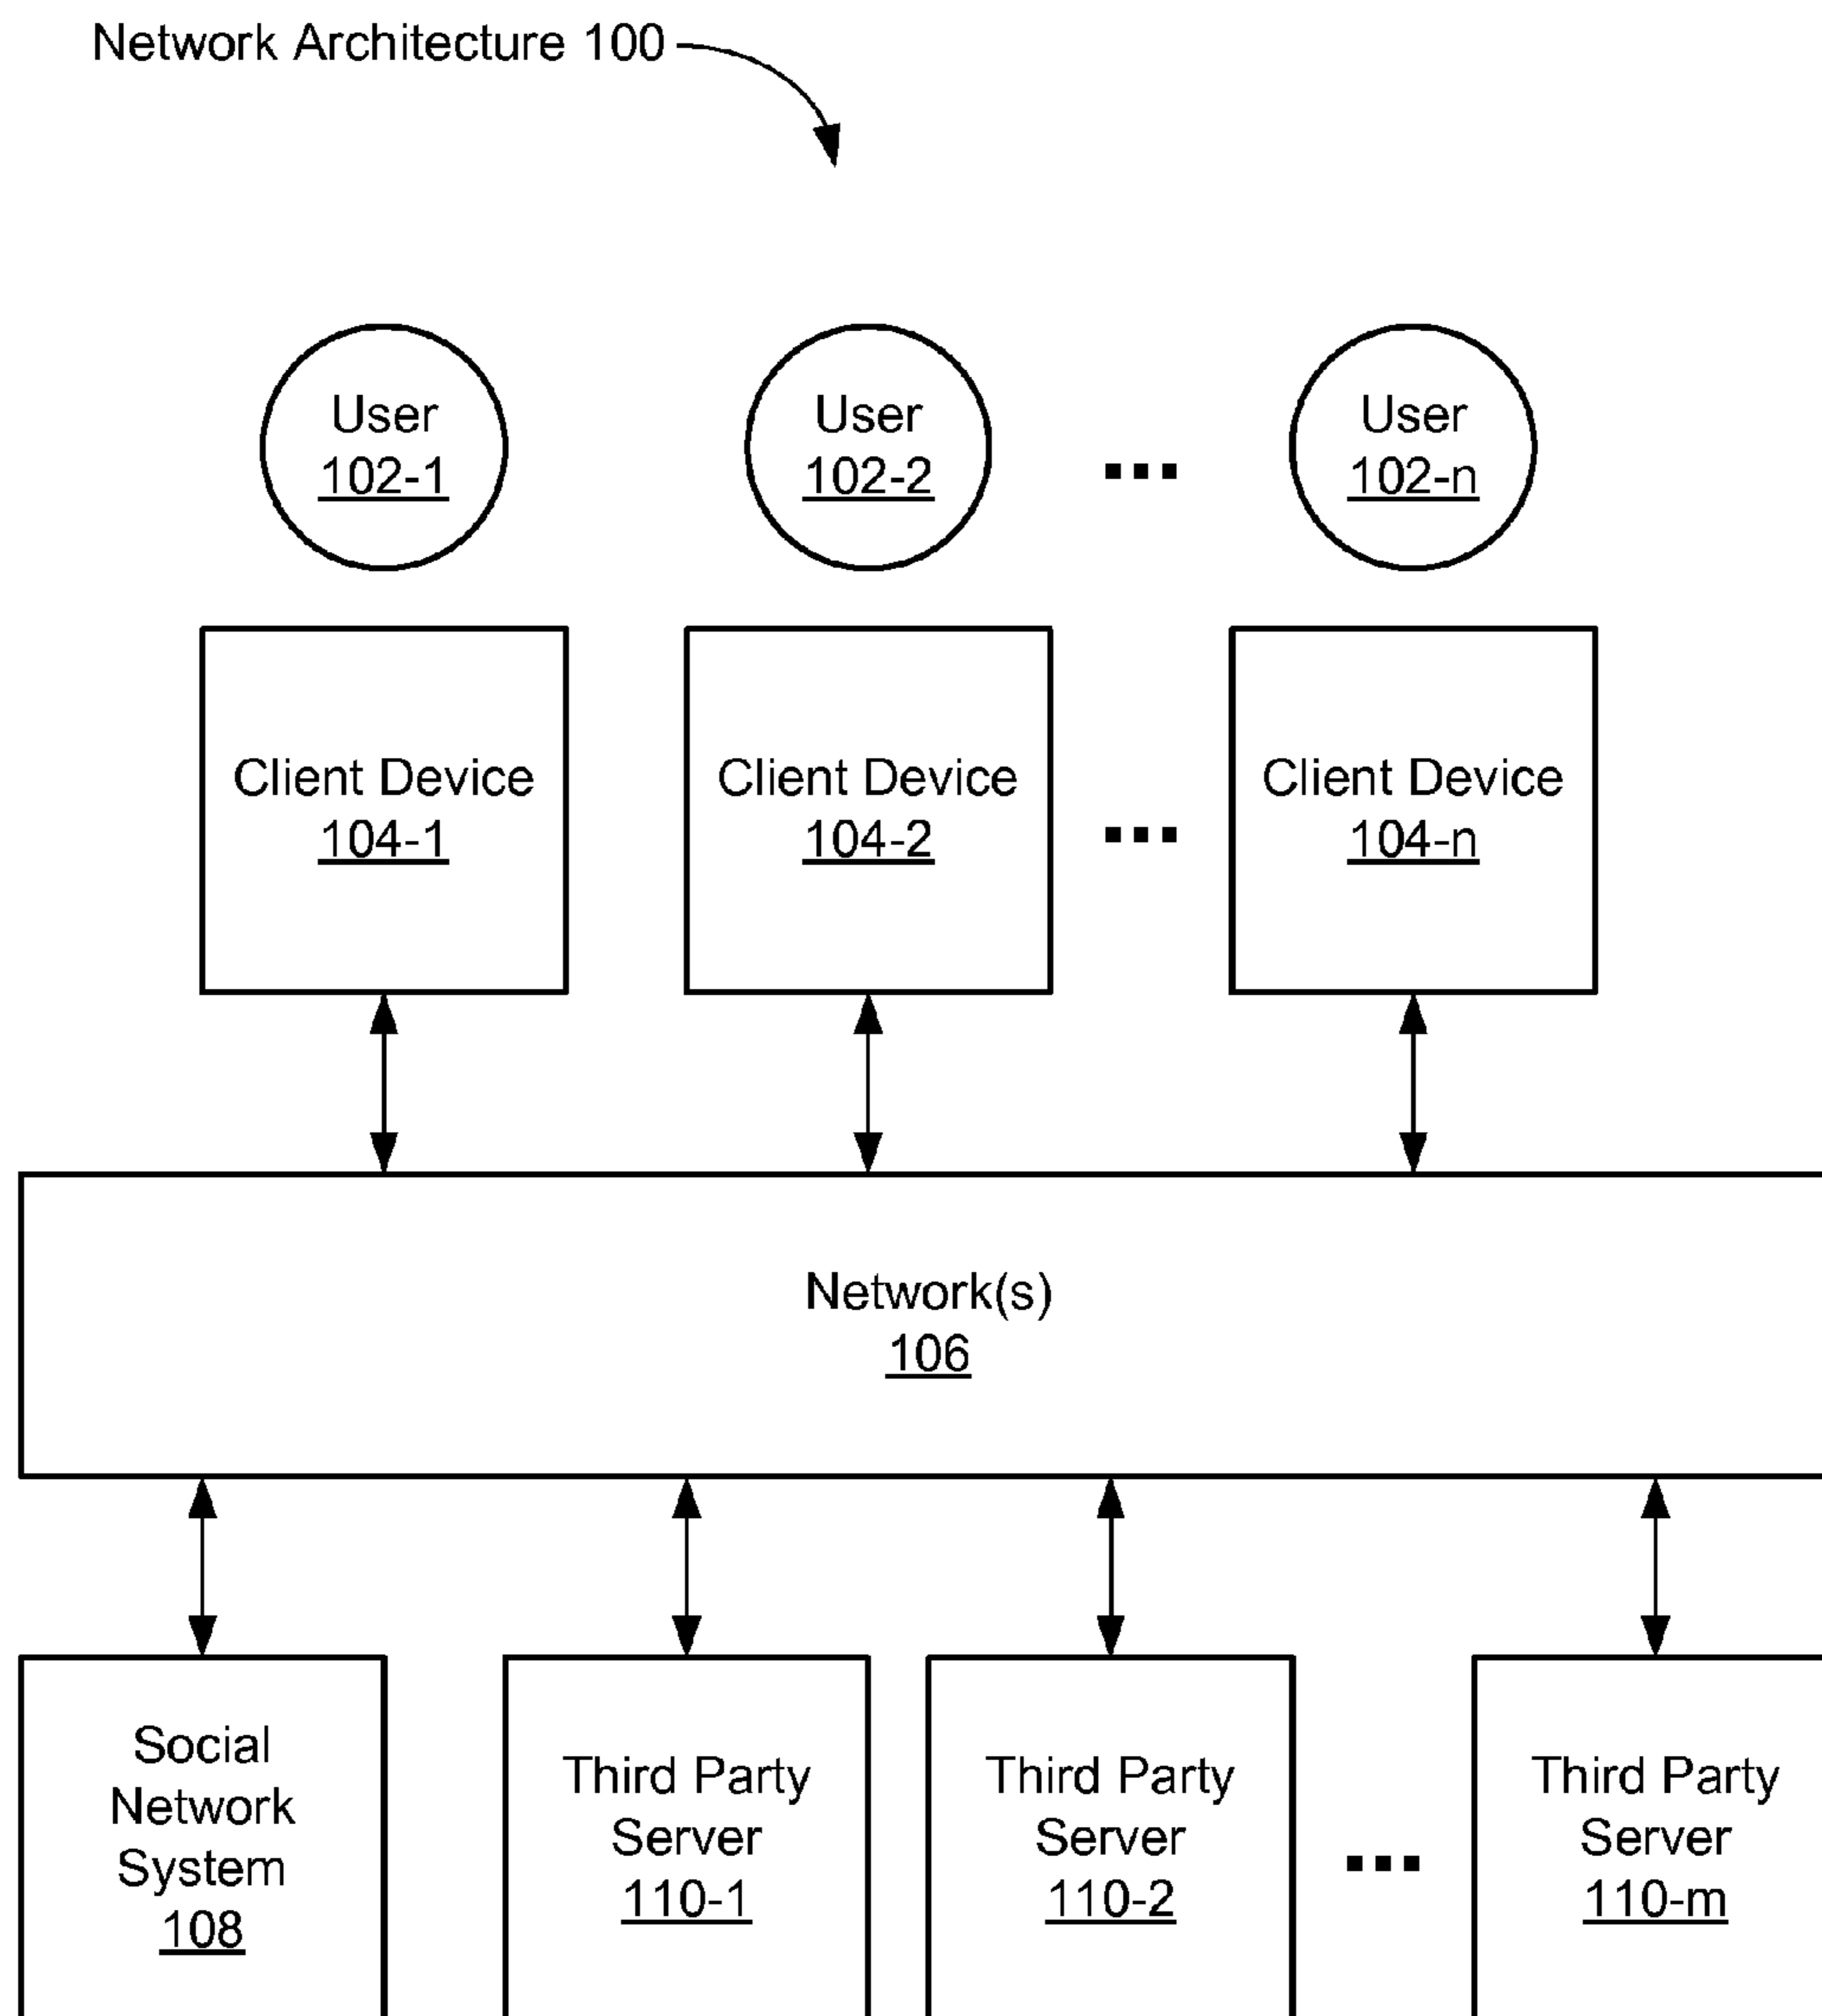 Network Architecture 100
User
102-1
User
102-2
...
User
102-n
Client Device
104-1
Client Device
104-2
...
Client Device
104-n
Network(s)
106
Social
Network
System
108
Third Party
Server
110-1
Third Party
Server
110-2
...
Third Party
Server
110-m